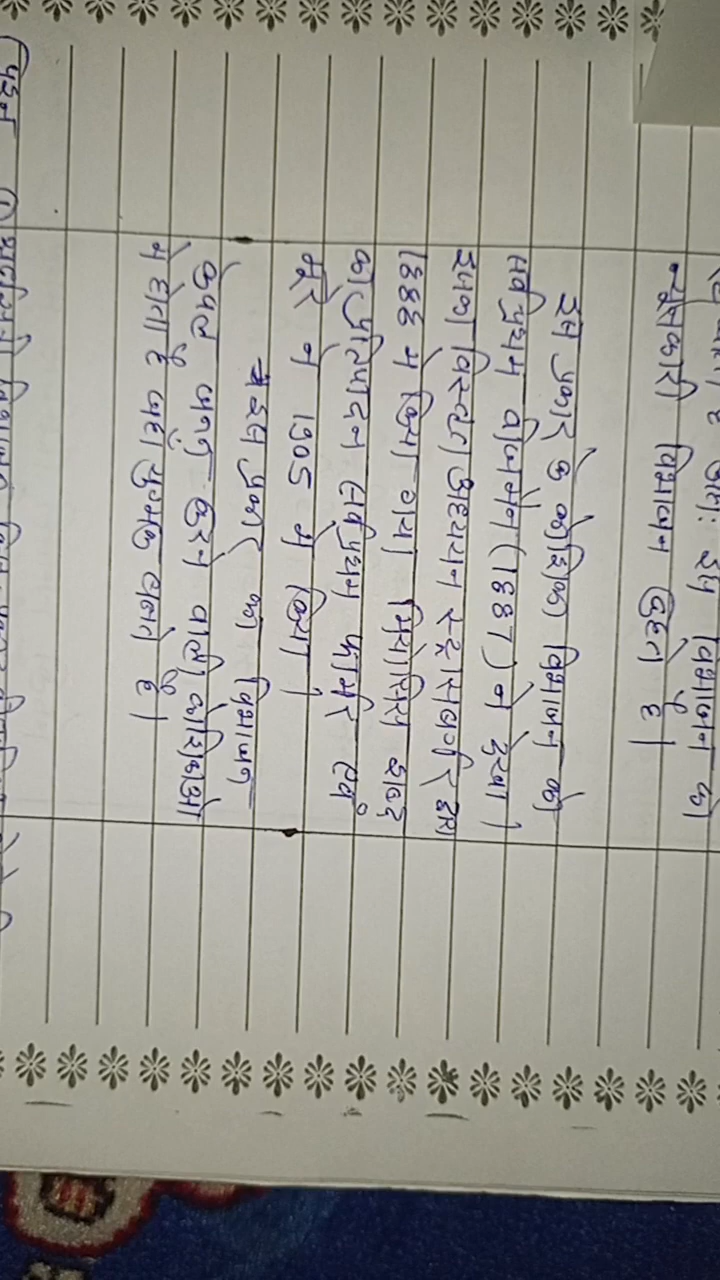 है अतः इस विभाजन को
न्यूनकारी विभाजन कहते है।
इस प्रकार के कोशिका विभाजन को
सर्वप्रथम वीजमेन (1887) ने देखा।
इसका विस्तृत अध्ययन स्ट्रासबर्गर द्वारा
1888 में किया गया मियोसिस शब्द
का प्रतिपादन सर्वप्रथम फार्मर एवं
मूरे ने 1905 में किया।
→ इस प्रकार का विभाजन
केवल जनन करने वाली कोशिकाओ
में होता है जहां युग्मक बनते है।